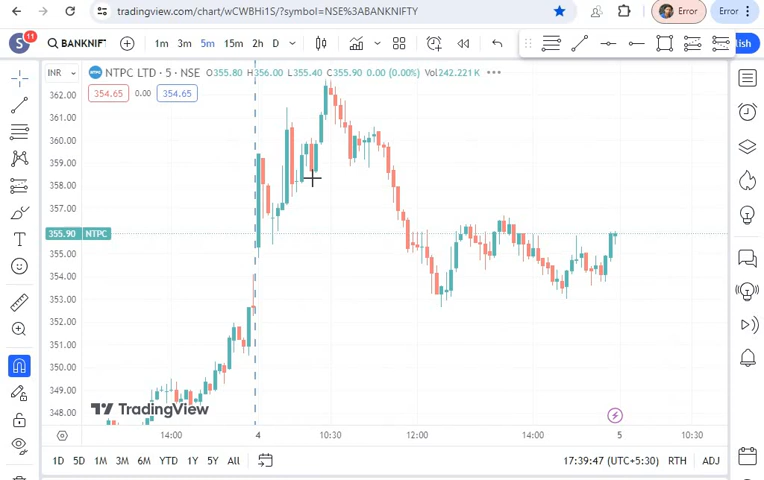 tradingview.com/chart/wCWBHi1S/?symbol=NSE%3ABANKNIFTY
Error
Error
S 11
BANKNIFT
1m 3m 5m 15m 2h D
ish
INR
NTPC LTD · 5 · NSE O355.80 H356.00 L355.40 C355.90 0.00 (0.00%) Vol242.221 K
354.65 0.00 354.65
362.00
361.00
360.00
359.00
358.00
357.00
355.90 NTPC
355.00
354.00
353.00
352.00
351.00
350.00
349.00
348.00
TradingView
14:00 4 10:30 12:00 14:00 5 10:30
1D 5D 1M 3M 6M YTD 1Y 5Y All
17:39:47 (UTC+5:30) RTH ADJ